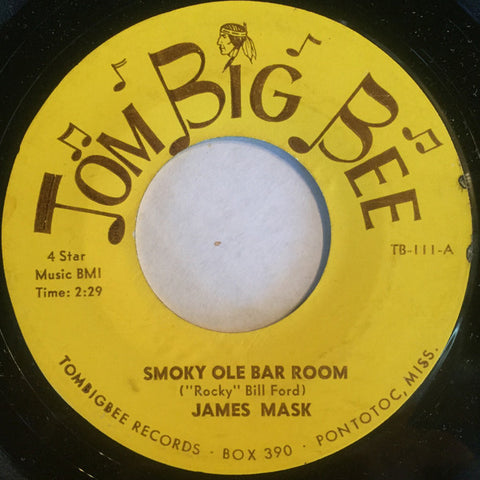 TOM BIG BEE
4 Star
Music BMI
Time: 2:29
TB-111-A
SMOKY OLE BAR ROOM
("Rocky" Bill Ford)
JAMES MASK
TOMBIGBEE RECORDS - BOX 390 - PONTOTOC, MISS.